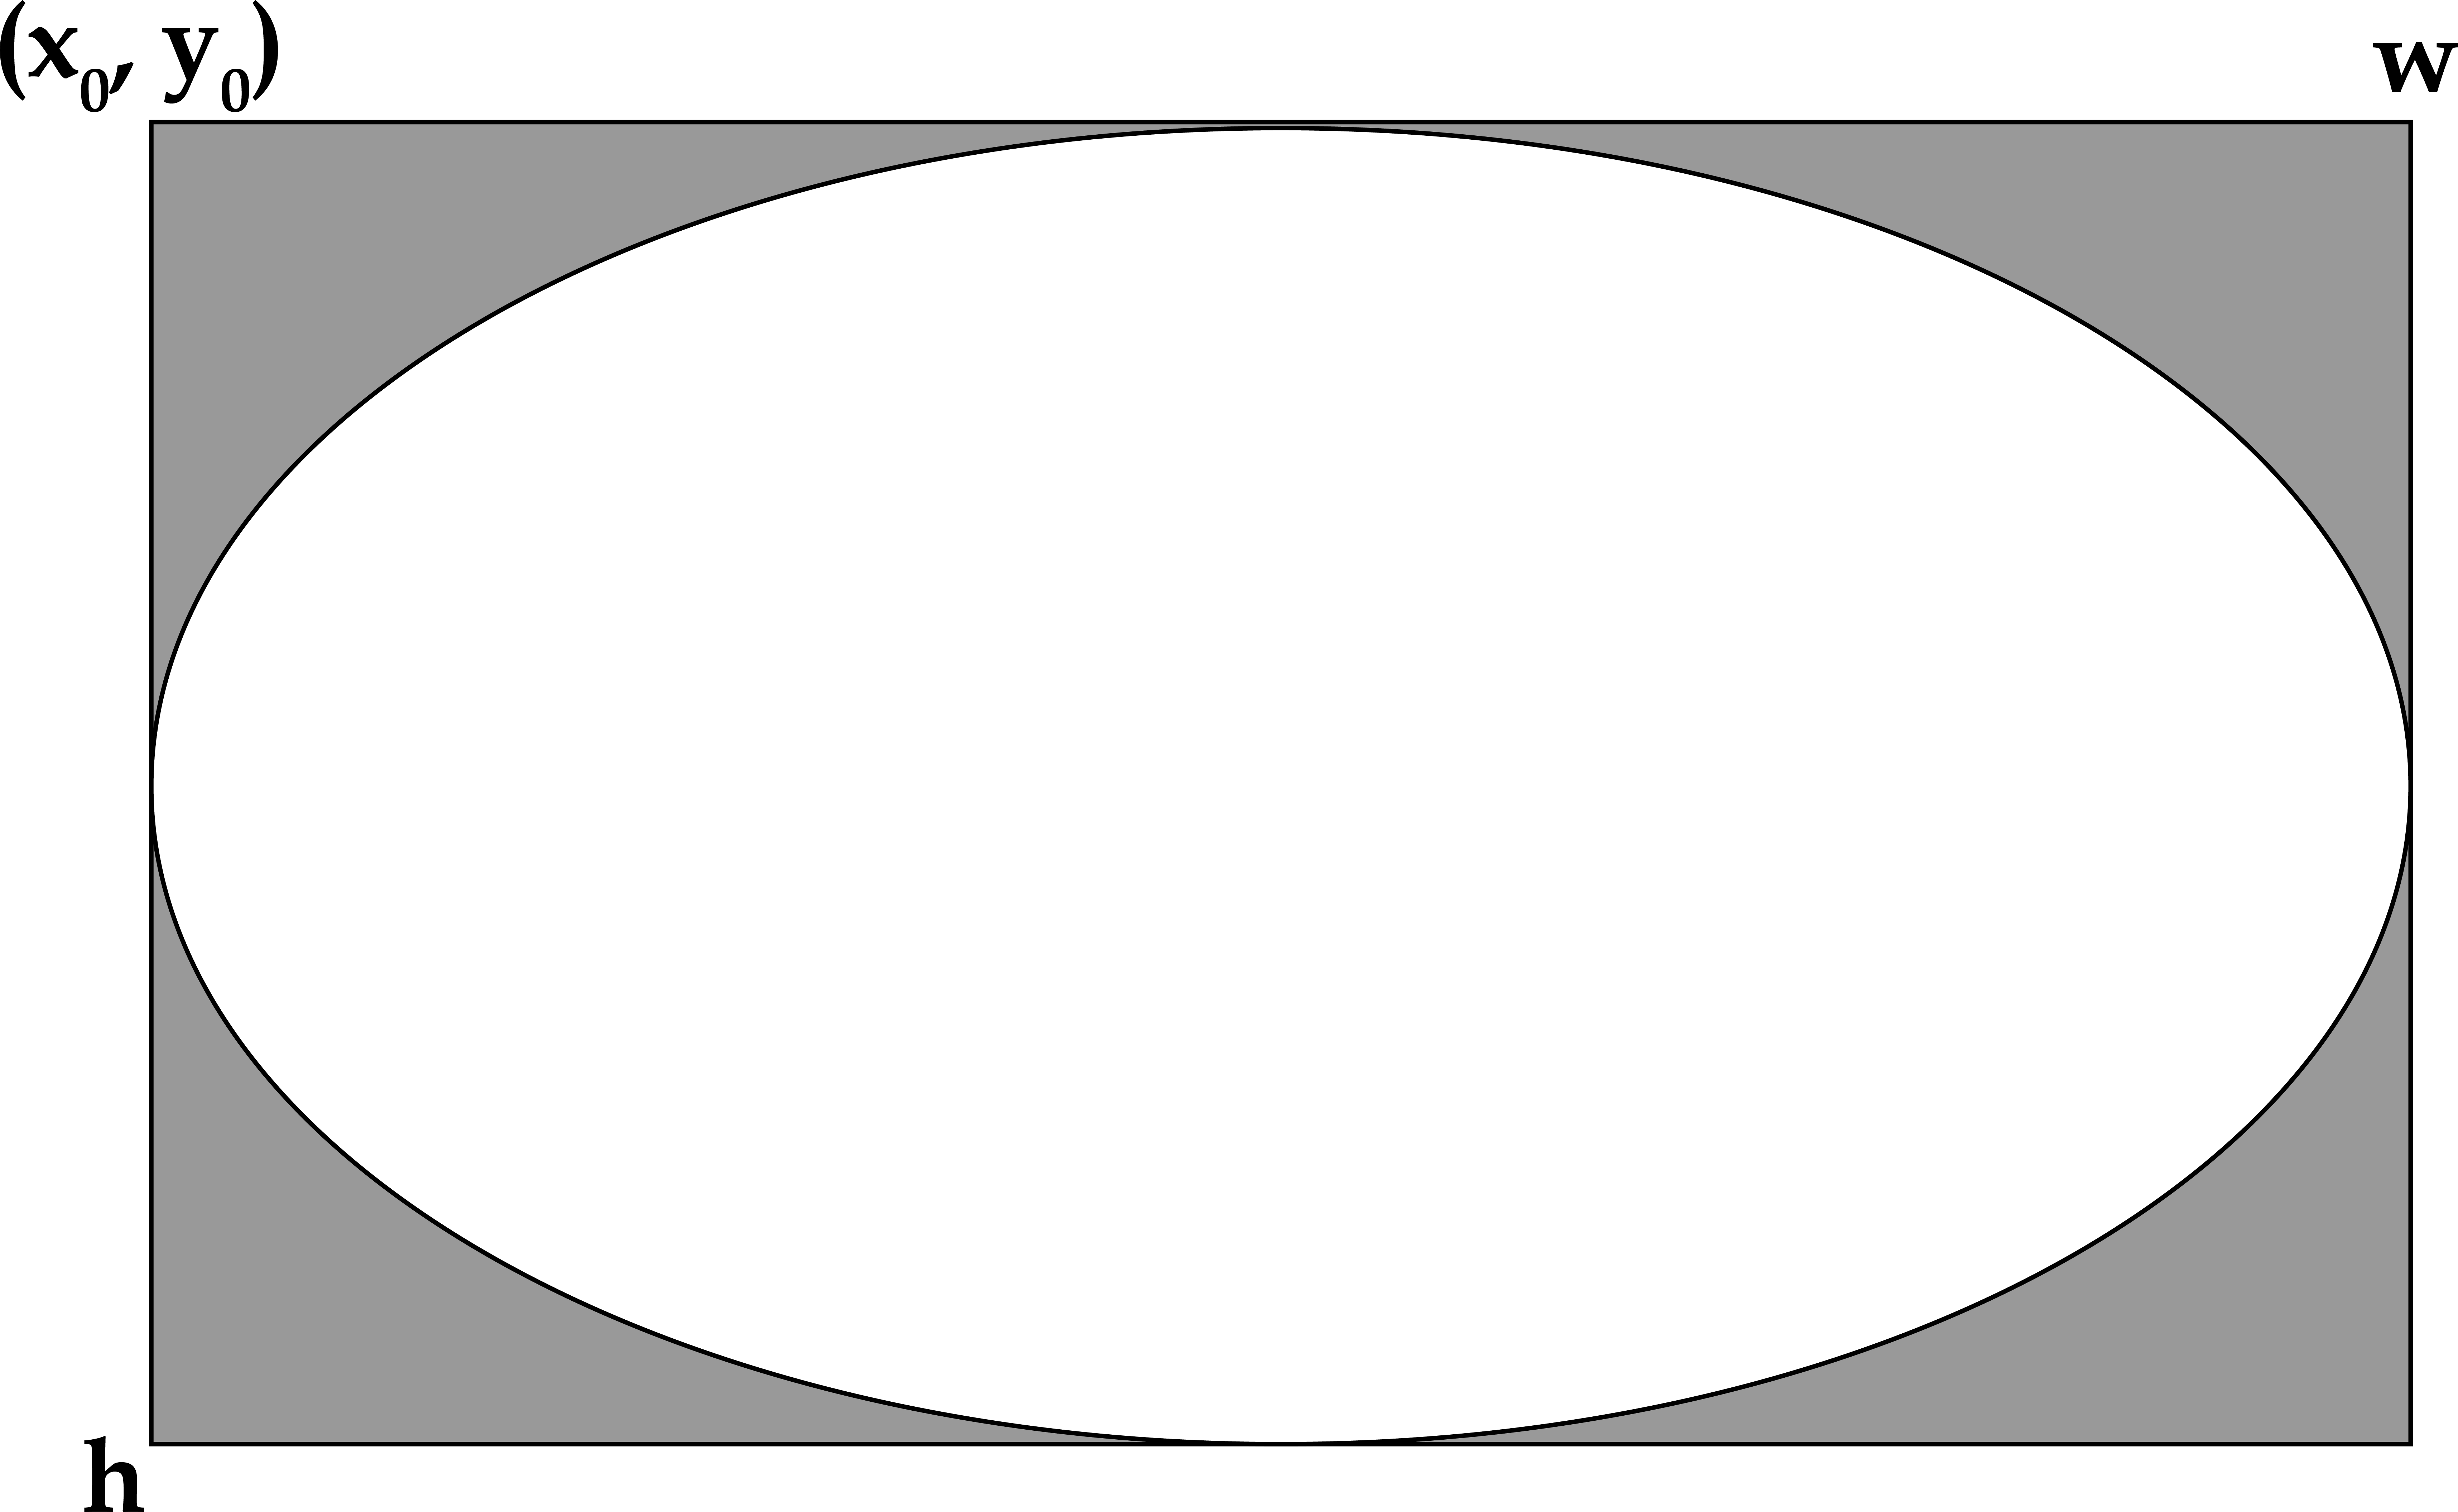 (x₀, y₀)
w
h